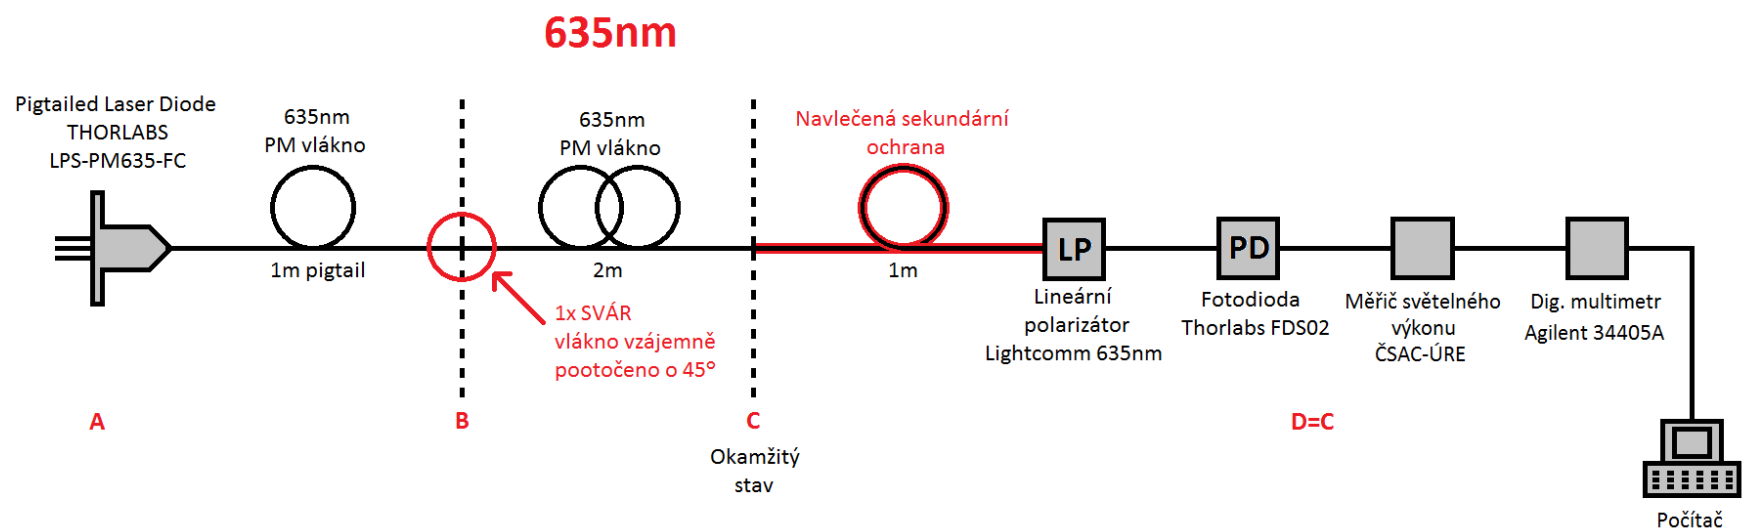 635nm
Pigtailed Laser Diode
THORLABS
LPS-PM635-FC
635nm
PM vlákno
1m pigtail
635nm
PM vlákno
2m
1x SVÁR
vlákno vzájemně
pootočeno o 45°
Navlečená sekundární
ochrana
1m
LP
Lineární
polarizátor
Lightcomm 635nm
PD
Fotodioda
Thorlabs FDS02
Měřič světelného
výkonu
ČSAC-ÚRE
Dig. multimetr
Agilent 34405A
A
B
C
D=C
Okamžitý
stav
Počítač